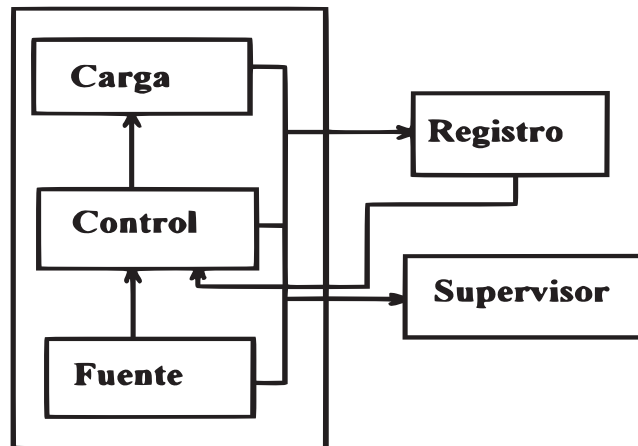 Carga
Registro
Control
Supervisor
Fuente